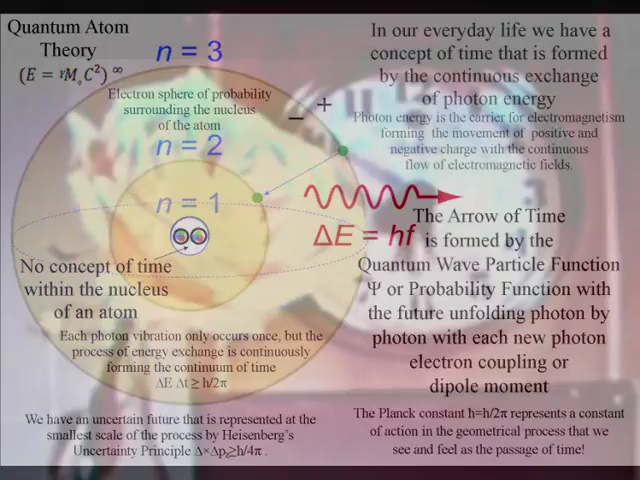 Quantum Atom
Theory
(E = γM₀C²) ∞
n = 3
Electron sphere of probability
surrounding the nucleus
of the atom
n = 2
n = 1
No concept of time
within the nucleus
of an atom
Each photon vibration only occurs once, but the
process of energy exchange is continuously
forming the continuum of time
ΔE Δt ≥ h/2π
We have an uncertain future that is represented at the
smallest scale of the process by Heisenberg's
Uncertainty Principle Δ×Δpᵪ≥h/4π .
− +
In our everyday life we have a
concept of time that is formed
by the continuous exchange
of photon energy
Photon energy is the carrier for electromagnetism
forming the movement of positive and
negative charge with the continuous
flow of electromagnetic fields.
ΔE = hf
The Arrow of Time
is formed by the
Quantum Wave Particle Function
Ψ or Probability Function with
the future unfolding photon by
photon with each new photon
electron coupling or
dipole moment
The Planck constant h=h/2π represents a constant
of action in the geometrical process that we
see and feel as the passage of time!